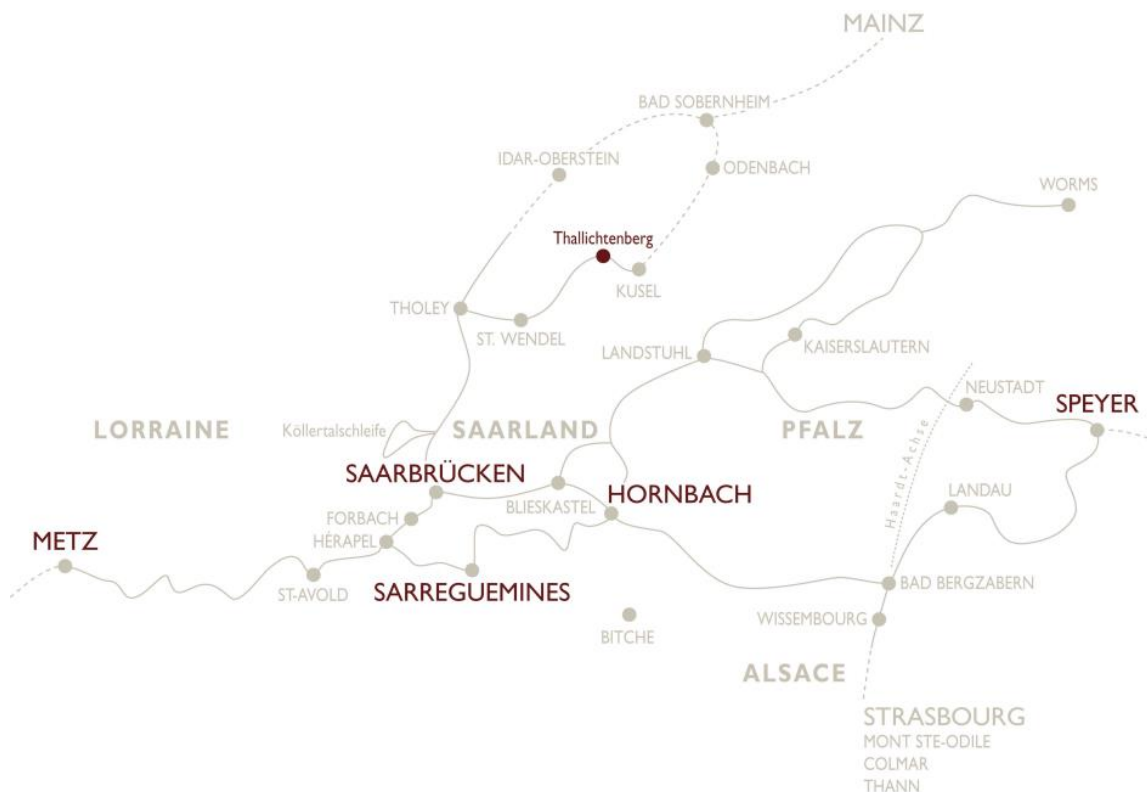 MAINZ
BAD SOBERNHEIM
IDAR-OBERSTEIN
ODENBACH
WORMS
Thallichtenberg
KUSEL
THOLEY
ST. WENDEL
LANDSTUHL
KAISERSLAUTERN
NEUSTADT
SPEYER
LORRAINE
Köllertalschleife
SAARLAND
PFALZ
Haardt-Achse
SAARBRÜCKEN
HORNBACH
BLIESKASTEL
LANDAU
FORBACH
METZ
HÉRAPEL
ST-AVOLD
SARREGUEMINES
BAD BERGZABERN
WISSEMBOURG
BITCHE
ALSACE
STRASBOURG
MONT STE-ODILE
COLMAR
THANN